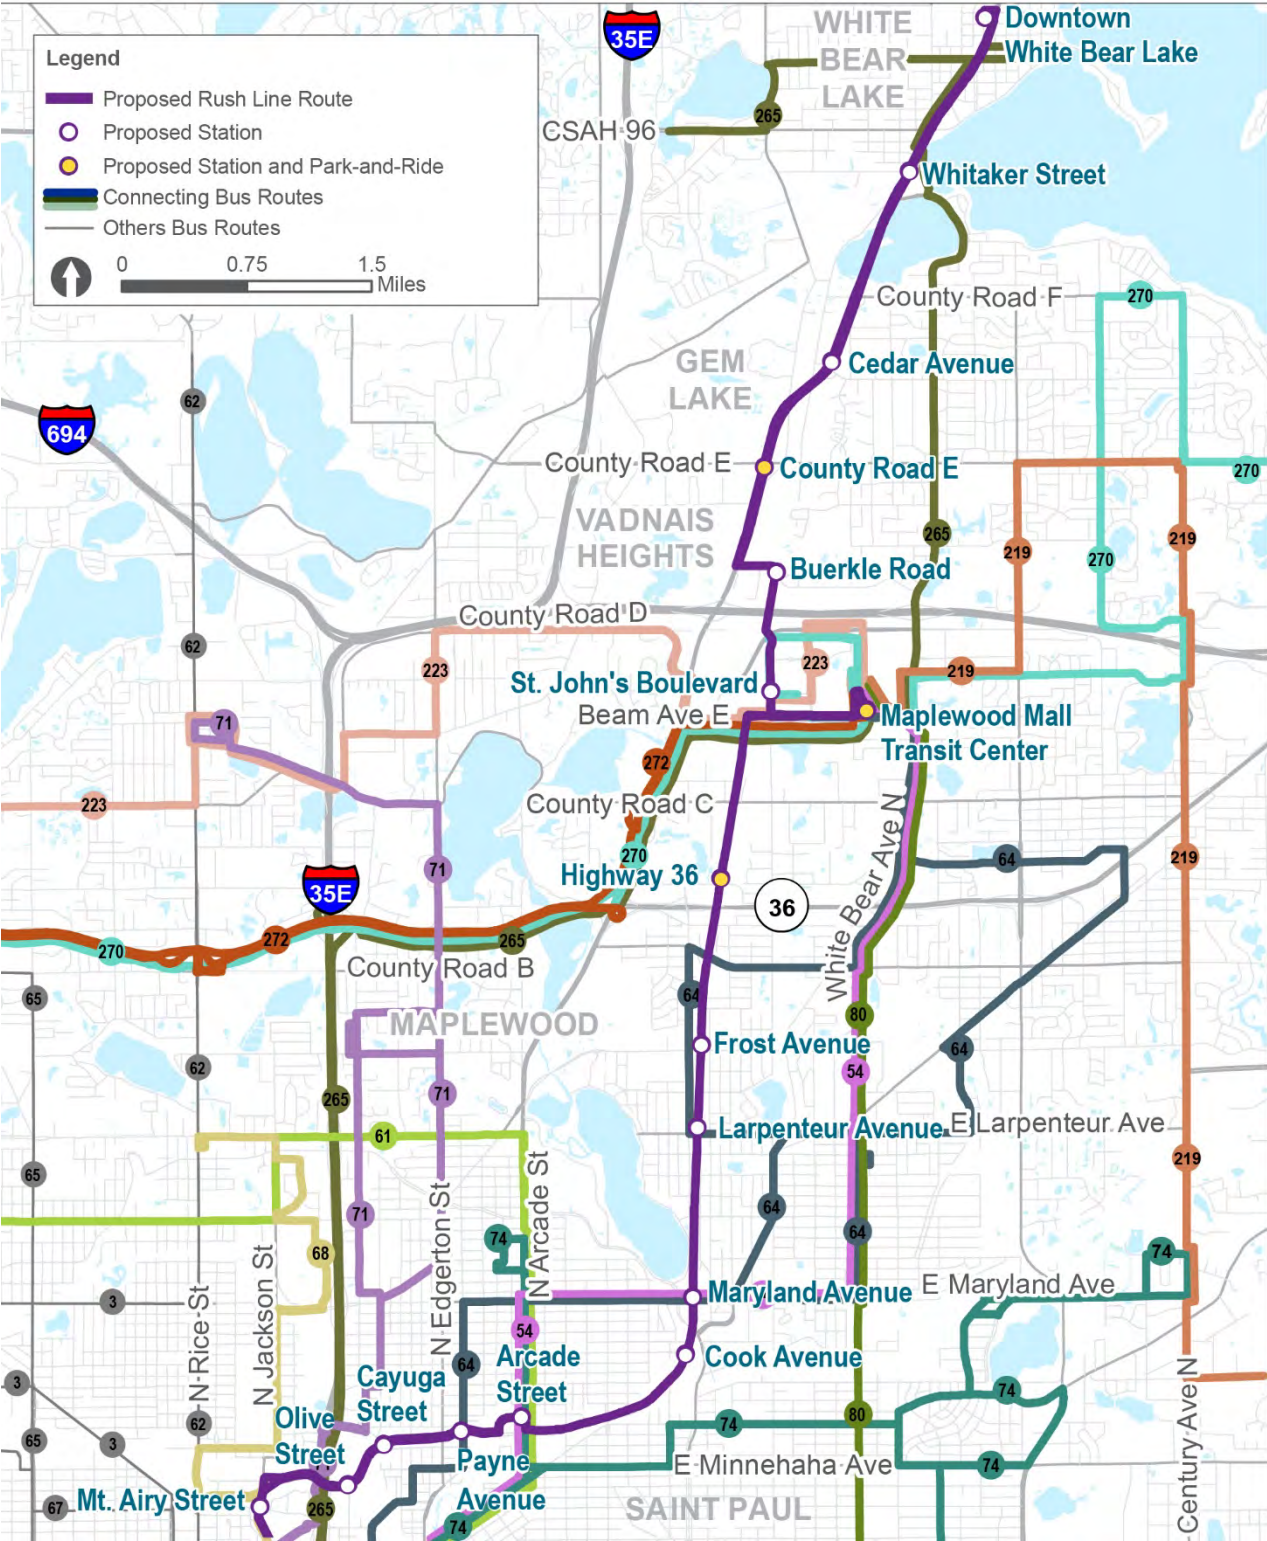 35E
WHITE
BEAR
LAKE
Downtown
White Bear Lake
Legend
Proposed Rush Line Route
Proposed Station
Proposed Station and Park-and-Ride
Connecting Bus Routes
Others Bus Routes
0 0.75 1.5
Miles
265
CSAH 96
Whitaker Street
County Road F
270
GEM
LAKE
Cedar Avenue
62
694
County Road E
County Road E
270
VADNAIS
HEIGHTS
265
219
219
270
Buerkle Road
County Road D
62
223
223
219
St. John's Boulevard
Beam Ave E
Maplewood Mall
Transit Center
71
272
223
County Road C
White Bear Ave N
270
64
219
71
Highway 36
35E
36
272
270
265
County Road B
65
64
80
MAPLEWOOD
Frost Avenue
64
62
54
265
71
Larpenteur Avenue
E Larpenteur Ave
61
65
219
N Arcade St
64
71
N Edgerton St
64
74
74
68
N Jackson St
E Maryland Ave
Maryland Avenue
3
N Rice St
54
Arcade
Street
Cook Avenue
64
Cayuga
Street
3
74
Century Ave N
62
80
74
Olive
Street
65
3
Payne
Avenue
E Minnehaha Ave
74
Mt. Airy Street
67
265
74
SAINT PAUL